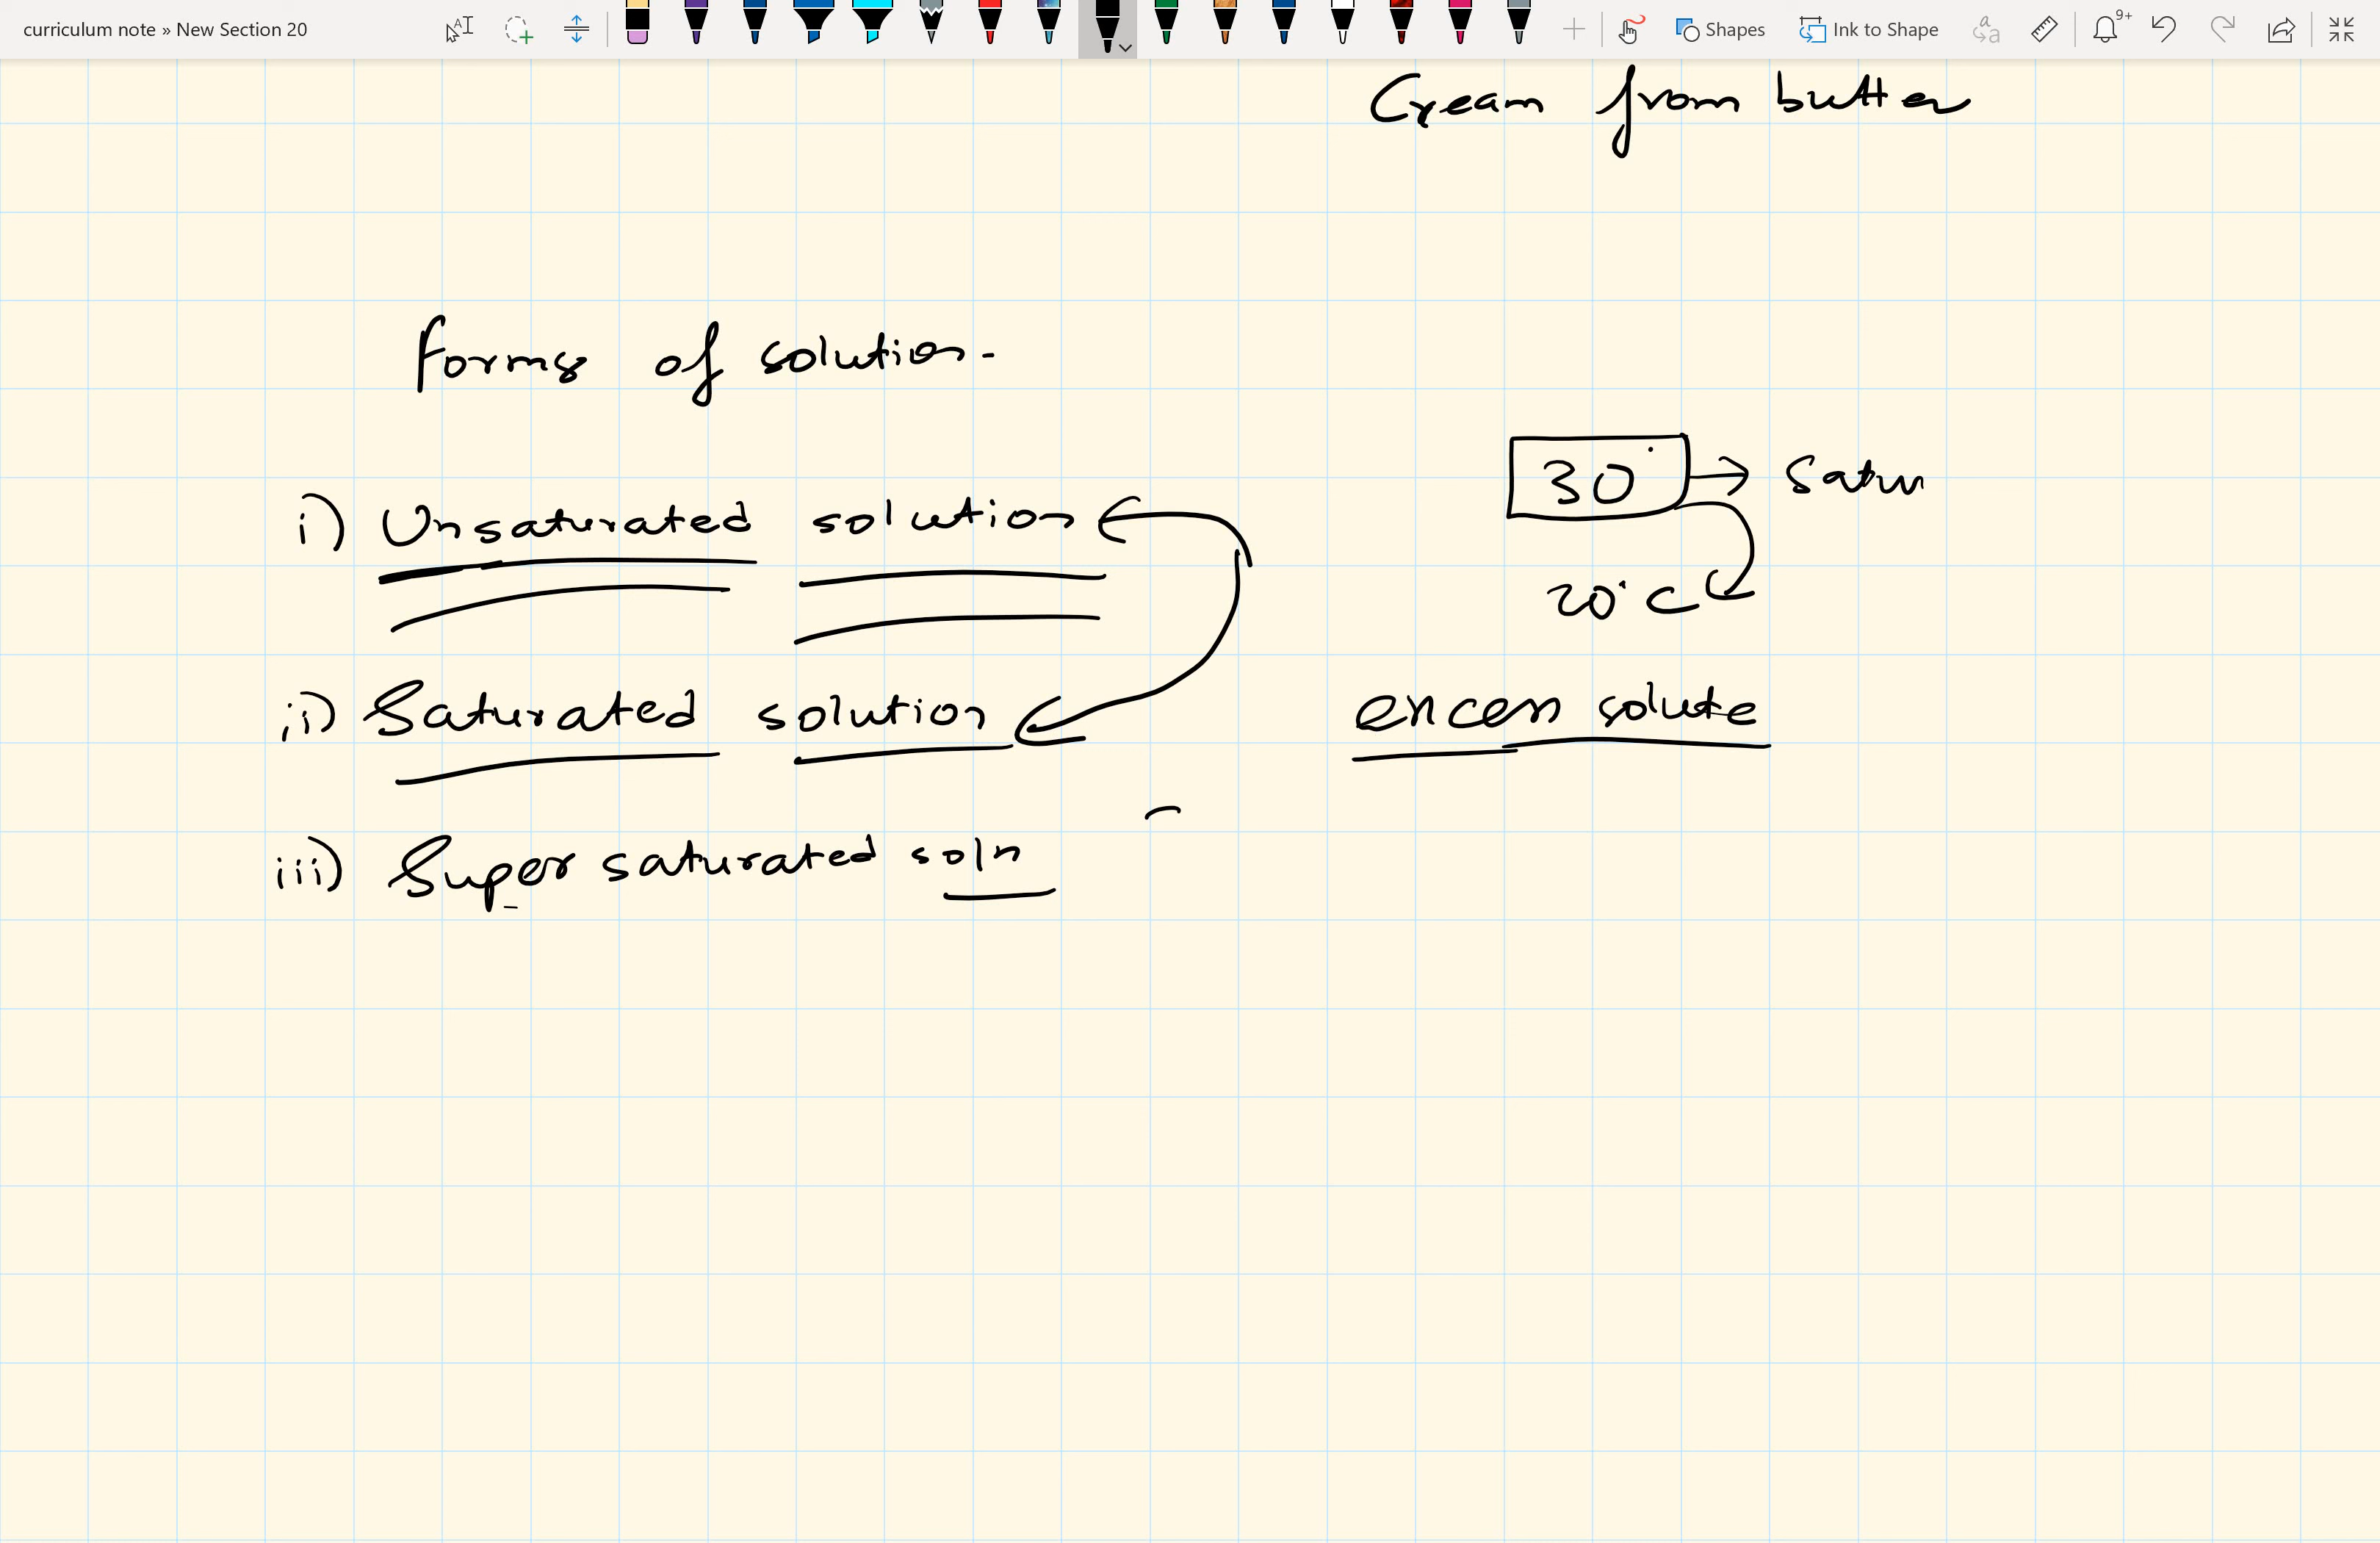 curriculum note » New Section 20
9+
Shapes
Ink to Shape
Cream from butter
forms of solution-
30° → Satu
i) Unsaturated solution
20°C
ii) Saturated solution
excess solute
iii) Super saturated soln